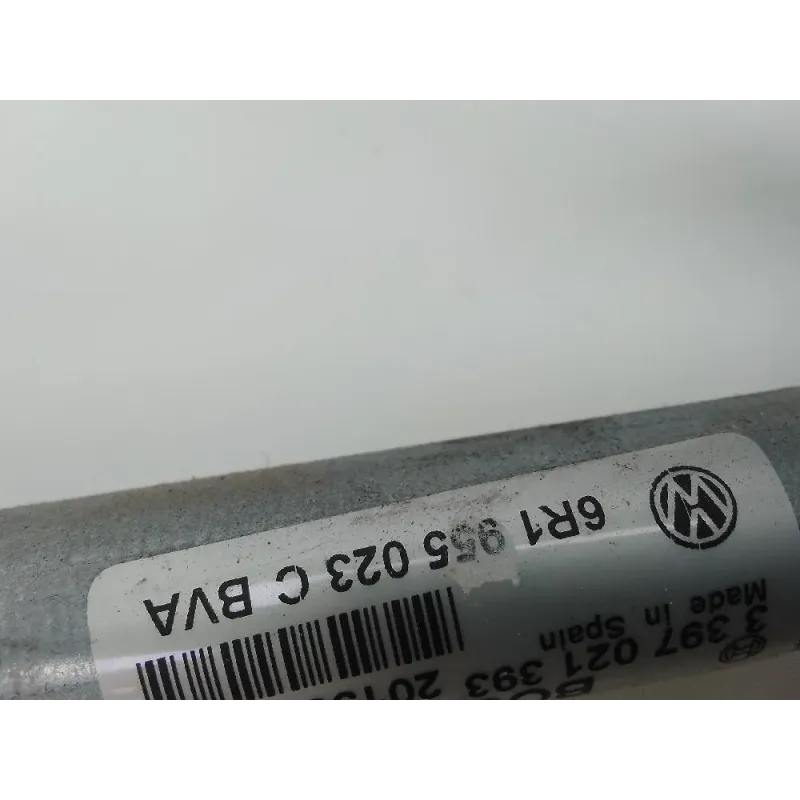 3 397 021 393
Made in Spain
6R1 955 023 C BVA